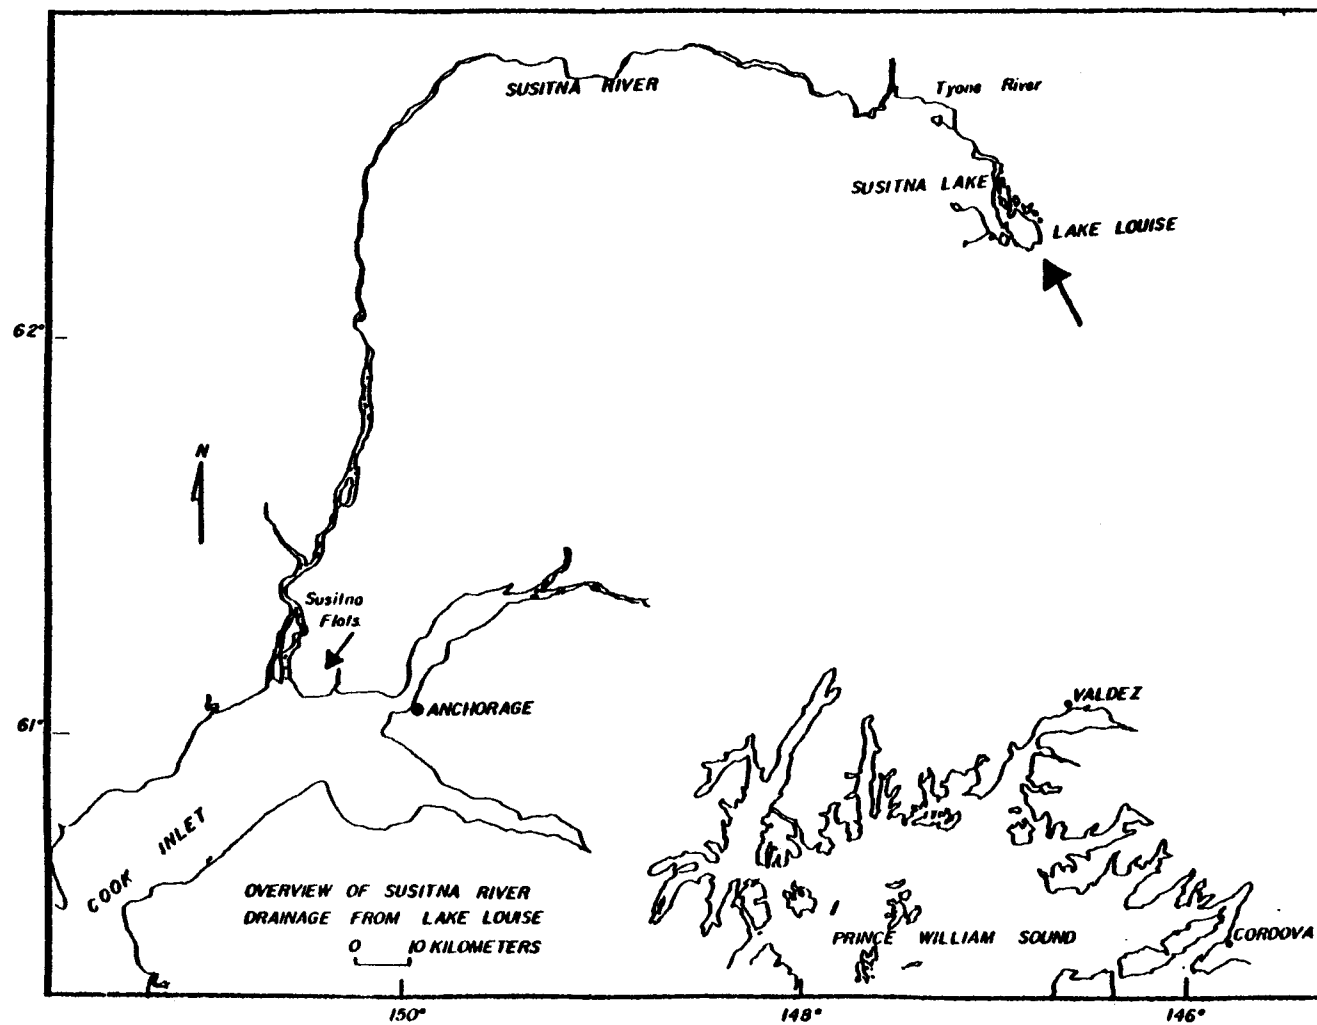 SUSITNA RIVER
Tyone River
SUSITNA LAKE
LAKE LOUISE
62°
N
Susitna
Flats
ANCHORAGE
VALDEZ
61°
COOK INLET
OVERVIEW OF SUSITNA RIVER
DRAINAGE FROM LAKE LOUISE
0 10 KILOMETERS
PRINCE WILLIAM SOUND
CORDOVA
150°
148°
146°